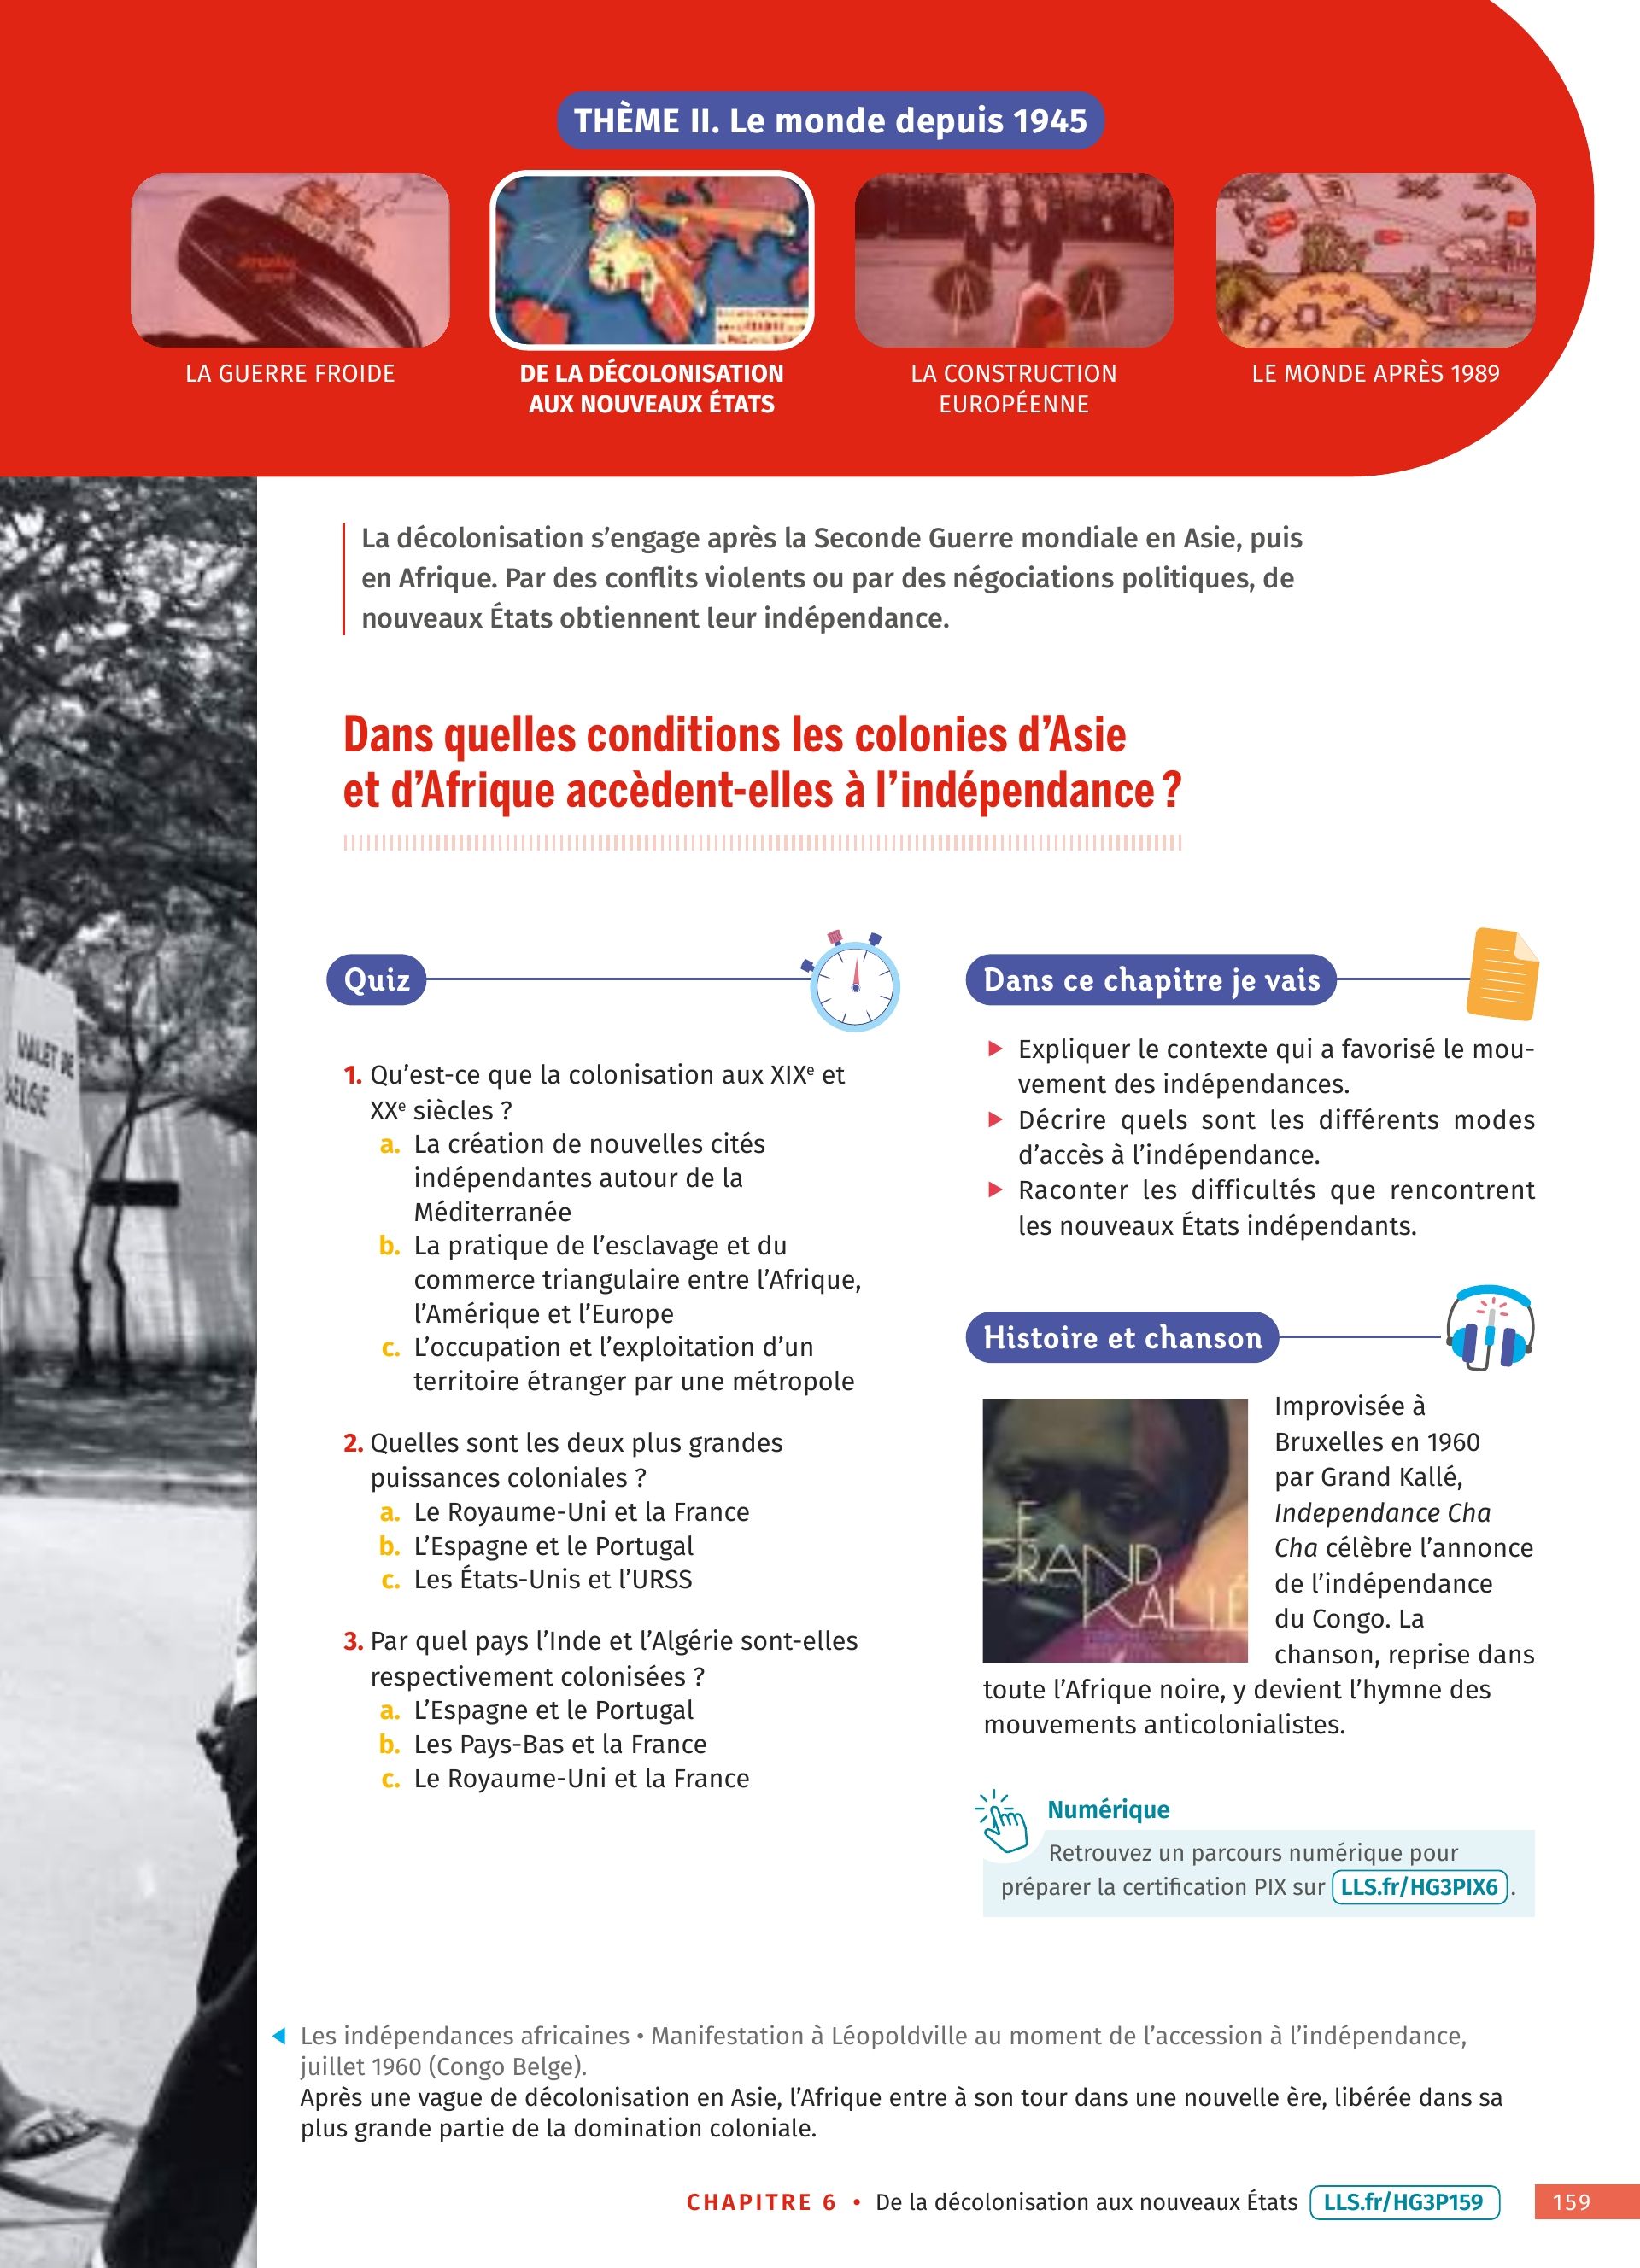 THÈME II. Le monde depuis 1945
LA GUERRE FROIDE
DE LA DÉCOLONISATION
AUX NOUVEAUX ÉTATS
LA CONSTRUCTION
EUROPÉENNE
LE MONDE APRÈS 1989
La décolonisation s’engage après la Seconde Guerre mondiale en Asie, puis
en Afrique. Par des conflits violents ou par des négociations politiques, de
nouveaux États obtiennent leur indépendance.
Dans quelles conditions les colonies d’Asie
et d’Afrique accèdent-elles à l’indépendance ?
Quiz
1. Qu’est-ce que la colonisation aux XIXe et
XXe siècles ?
a. La création de nouvelles cités
indépendantes autour de la
Méditerranée
b. La pratique de l’esclavage et du
commerce triangulaire entre l’Afrique,
l’Amérique et l’Europe
c. L’occupation et l’exploitation d’un
territoire étranger par une métropole
2. Quelles sont les deux plus grandes
puissances coloniales ?
a. Le Royaume-Uni et la France
b. L’Espagne et le Portugal
c. Les États-Unis et l’URSS
3. Par quel pays l’Inde et l’Algérie sont-elles
respectivement colonisées ?
a. L’Espagne et le Portugal
b. Les Pays-Bas et la France
c. Le Royaume-Uni et la France
Dans ce chapitre je vais
Expliquer le contexte qui a favorisé le mou-
vement des indépendances.
Décrire quels sont les différents modes
d’accès à l’indépendance.
Raconter les difficultés que rencontrent
les nouveaux États indépendants.
Histoire et chanson
GRAND
KALLÉ
Improvisée à
Bruxelles en 1960
par Grand Kallé,
Independance Cha
Cha célèbre l’annonce
de l’indépendance
du Congo. La
chanson, reprise dans
toute l’Afrique noire, y devient l’hymne des
mouvements anticolonialistes.
Numérique
Retrouvez un parcours numérique pour
préparer la certification PIX sur LLS.fr/HG3PIX6 .
Les indépendances africaines • Manifestation à Léopoldville au moment de l’accession à l’indépendance,
juillet 1960 (Congo Belge).
Après une vague de décolonisation en Asie, l’Afrique entre à son tour dans une nouvelle ère, libérée dans sa
plus grande partie de la domination coloniale.
CHAPITRE 6 • De la décolonisation aux nouveaux États LLS.fr/HG3P159 159